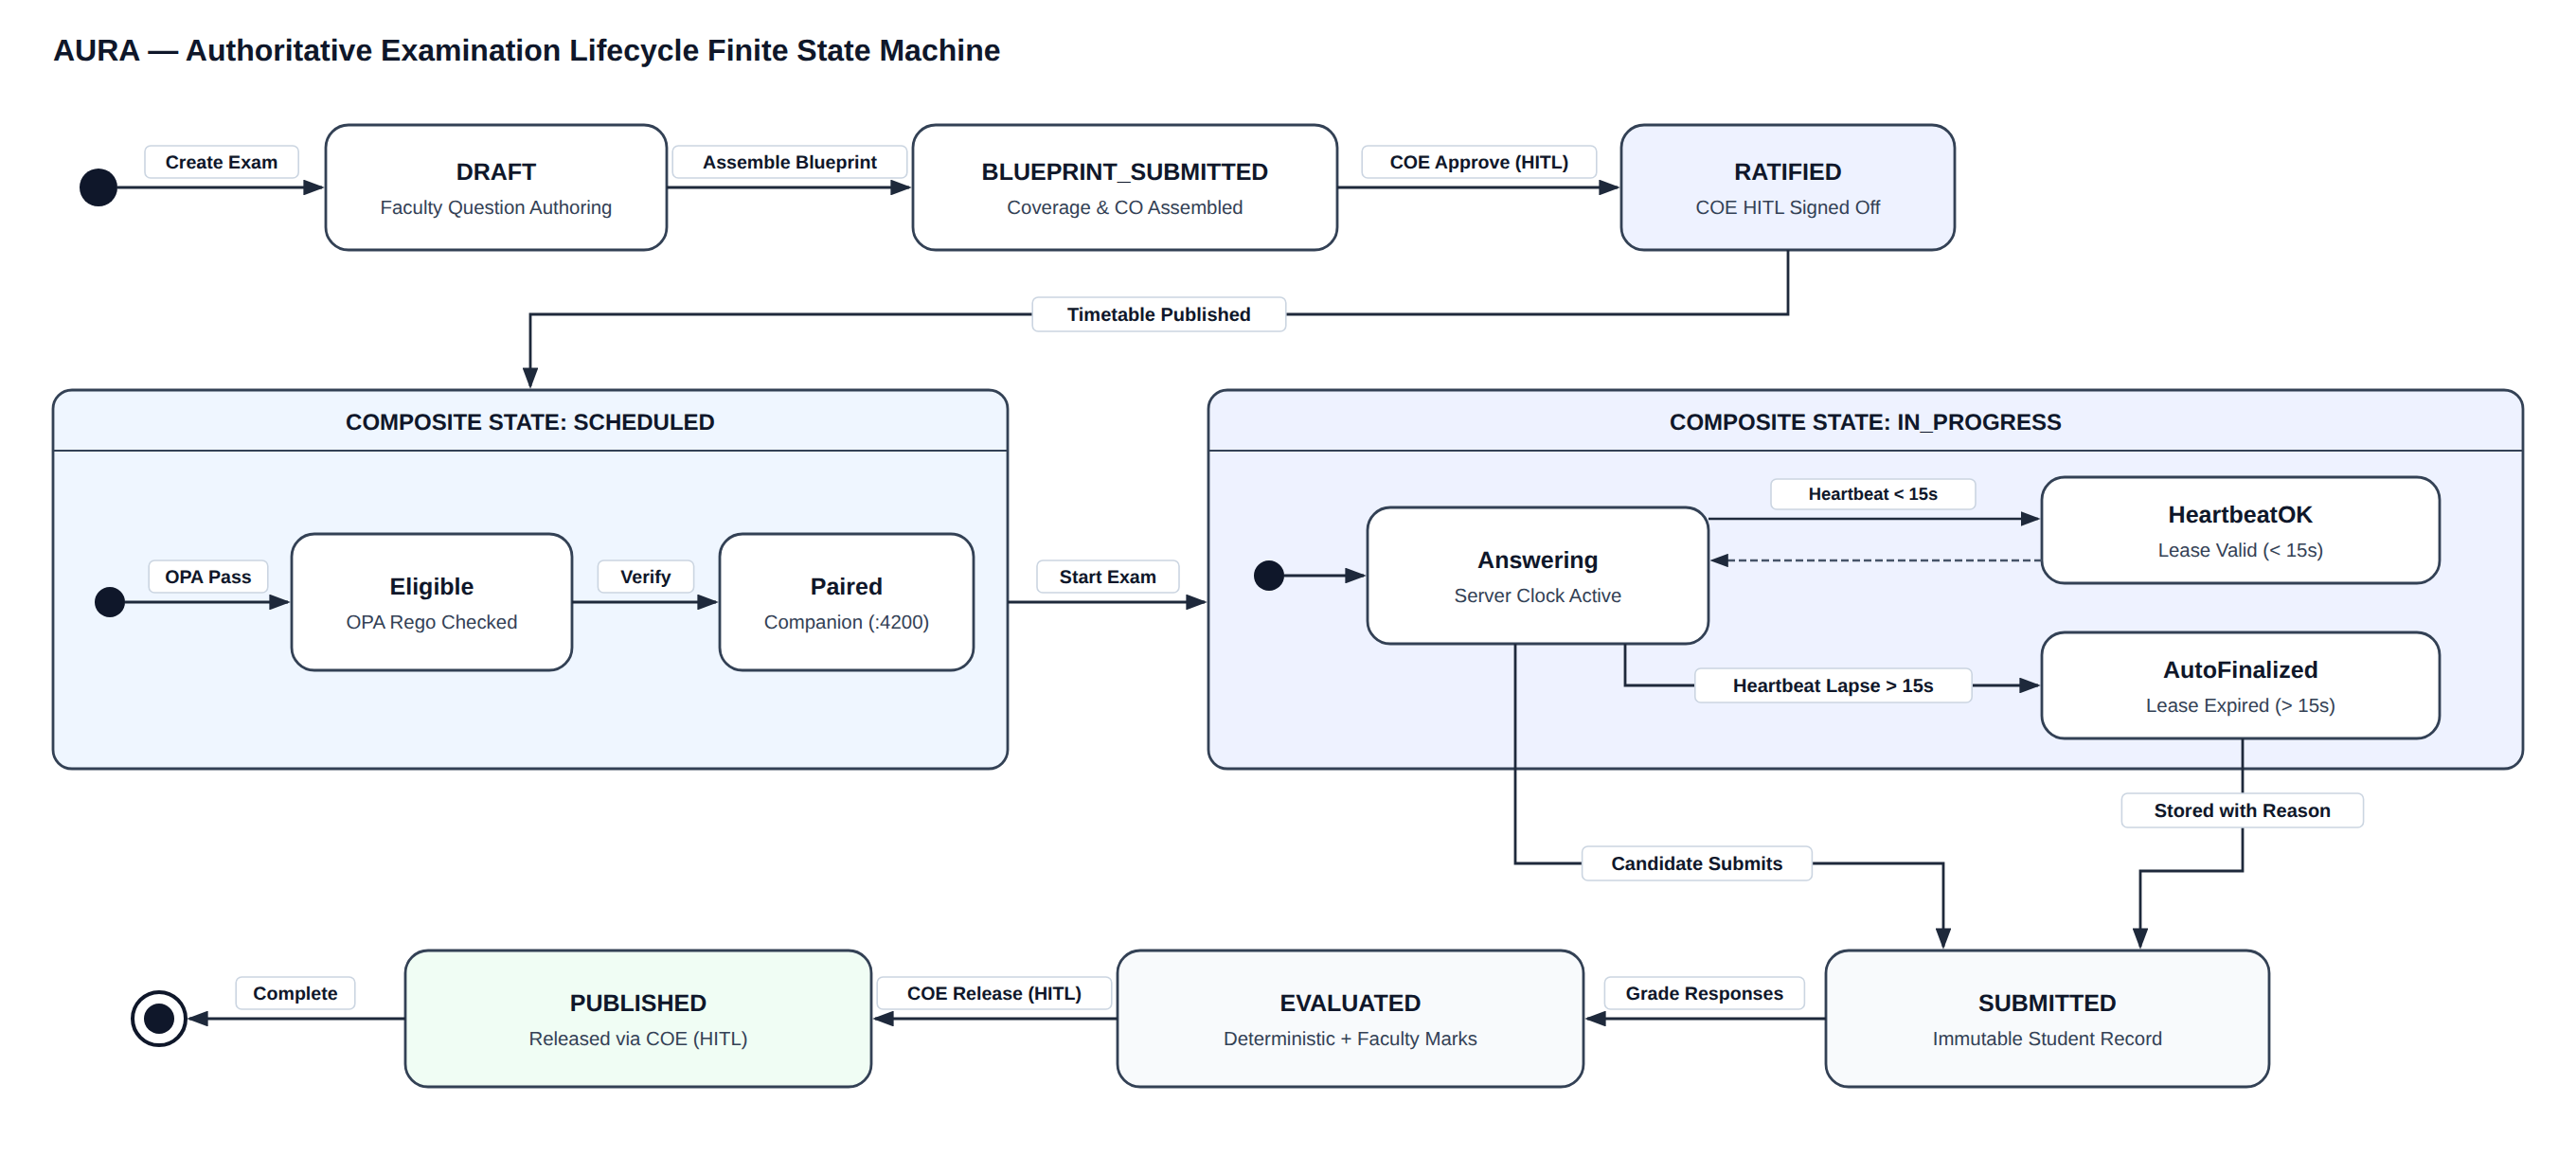 AURA — Authoritative Examination Lifecycle Finite State Machine
Create Exam
DRAFT
Faculty Question Authoring
Assemble Blueprint
BLUEPRINT_SUBMITTED
Coverage & CO Assembled
COE Approve (HITL)
RATIFIED
COE HITL Signed Off
Timetable Published
COMPOSITE STATE: SCHEDULED
OPA Pass
Eligible
OPA Rego Checked
Verify
Paired
Companion (:4200)
Start Exam
COMPOSITE STATE: IN_PROGRESS
Answering
Server Clock Active
Heartbeat < 15s
HeartbeatOK
Lease Valid (< 15s)
Heartbeat Lapse > 15s
AutoFinalized
Lease Expired (> 15s)
Stored with Reason
Candidate Submits
Complete
PUBLISHED
Released via COE (HITL)
COE Release (HITL)
EVALUATED
Deterministic + Faculty Marks
Grade Responses
SUBMITTED
Immutable Student Record